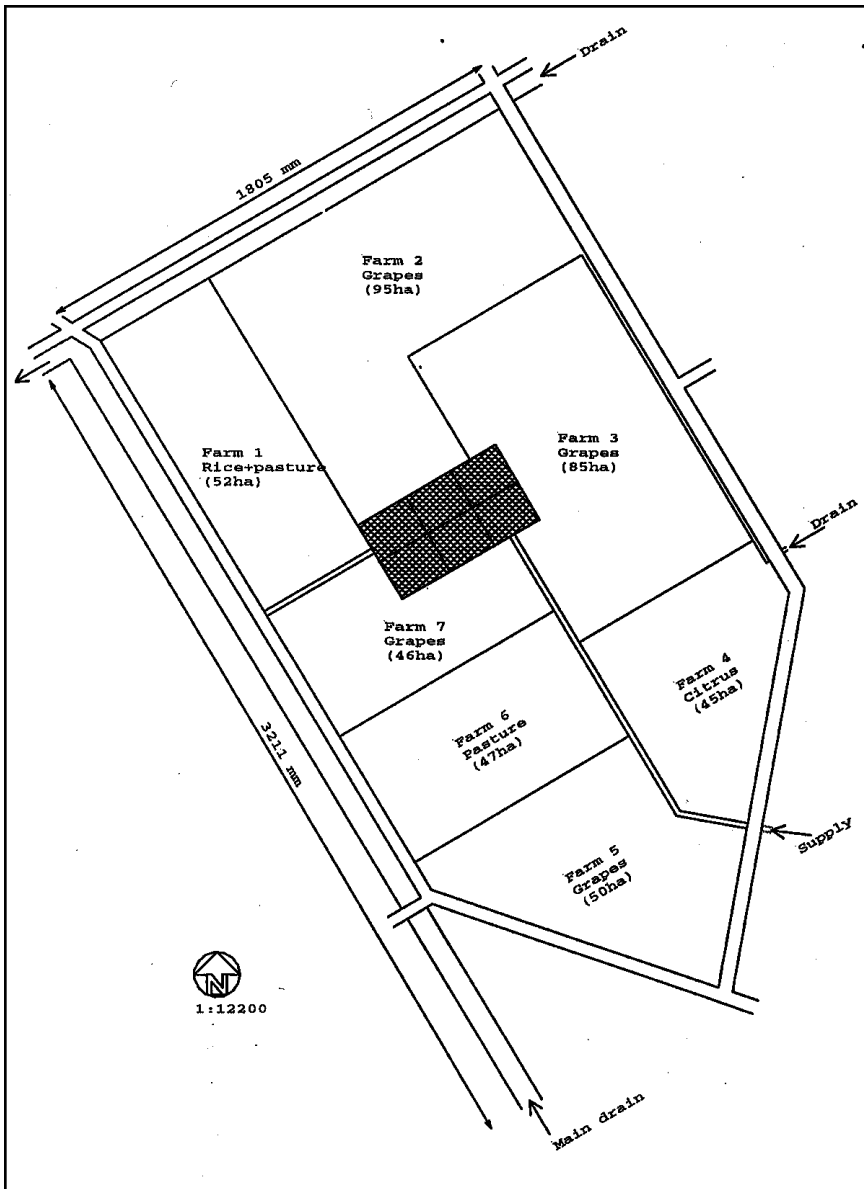 Drain
1805 mm
Farm 2
Grapes
(95ha)
Farm 1
Rice+pasture
(52ha)
Farm 3
Grapes
(85ha)
Drain
Farm 7
Grapes
(46ha)
Farm 4
Citrus
(45ha)
Farm 6
Pasture
(47ha)
3211 mm
Supply
Farm 5
Grapes
(50ha)
N
1:12200
Main drain